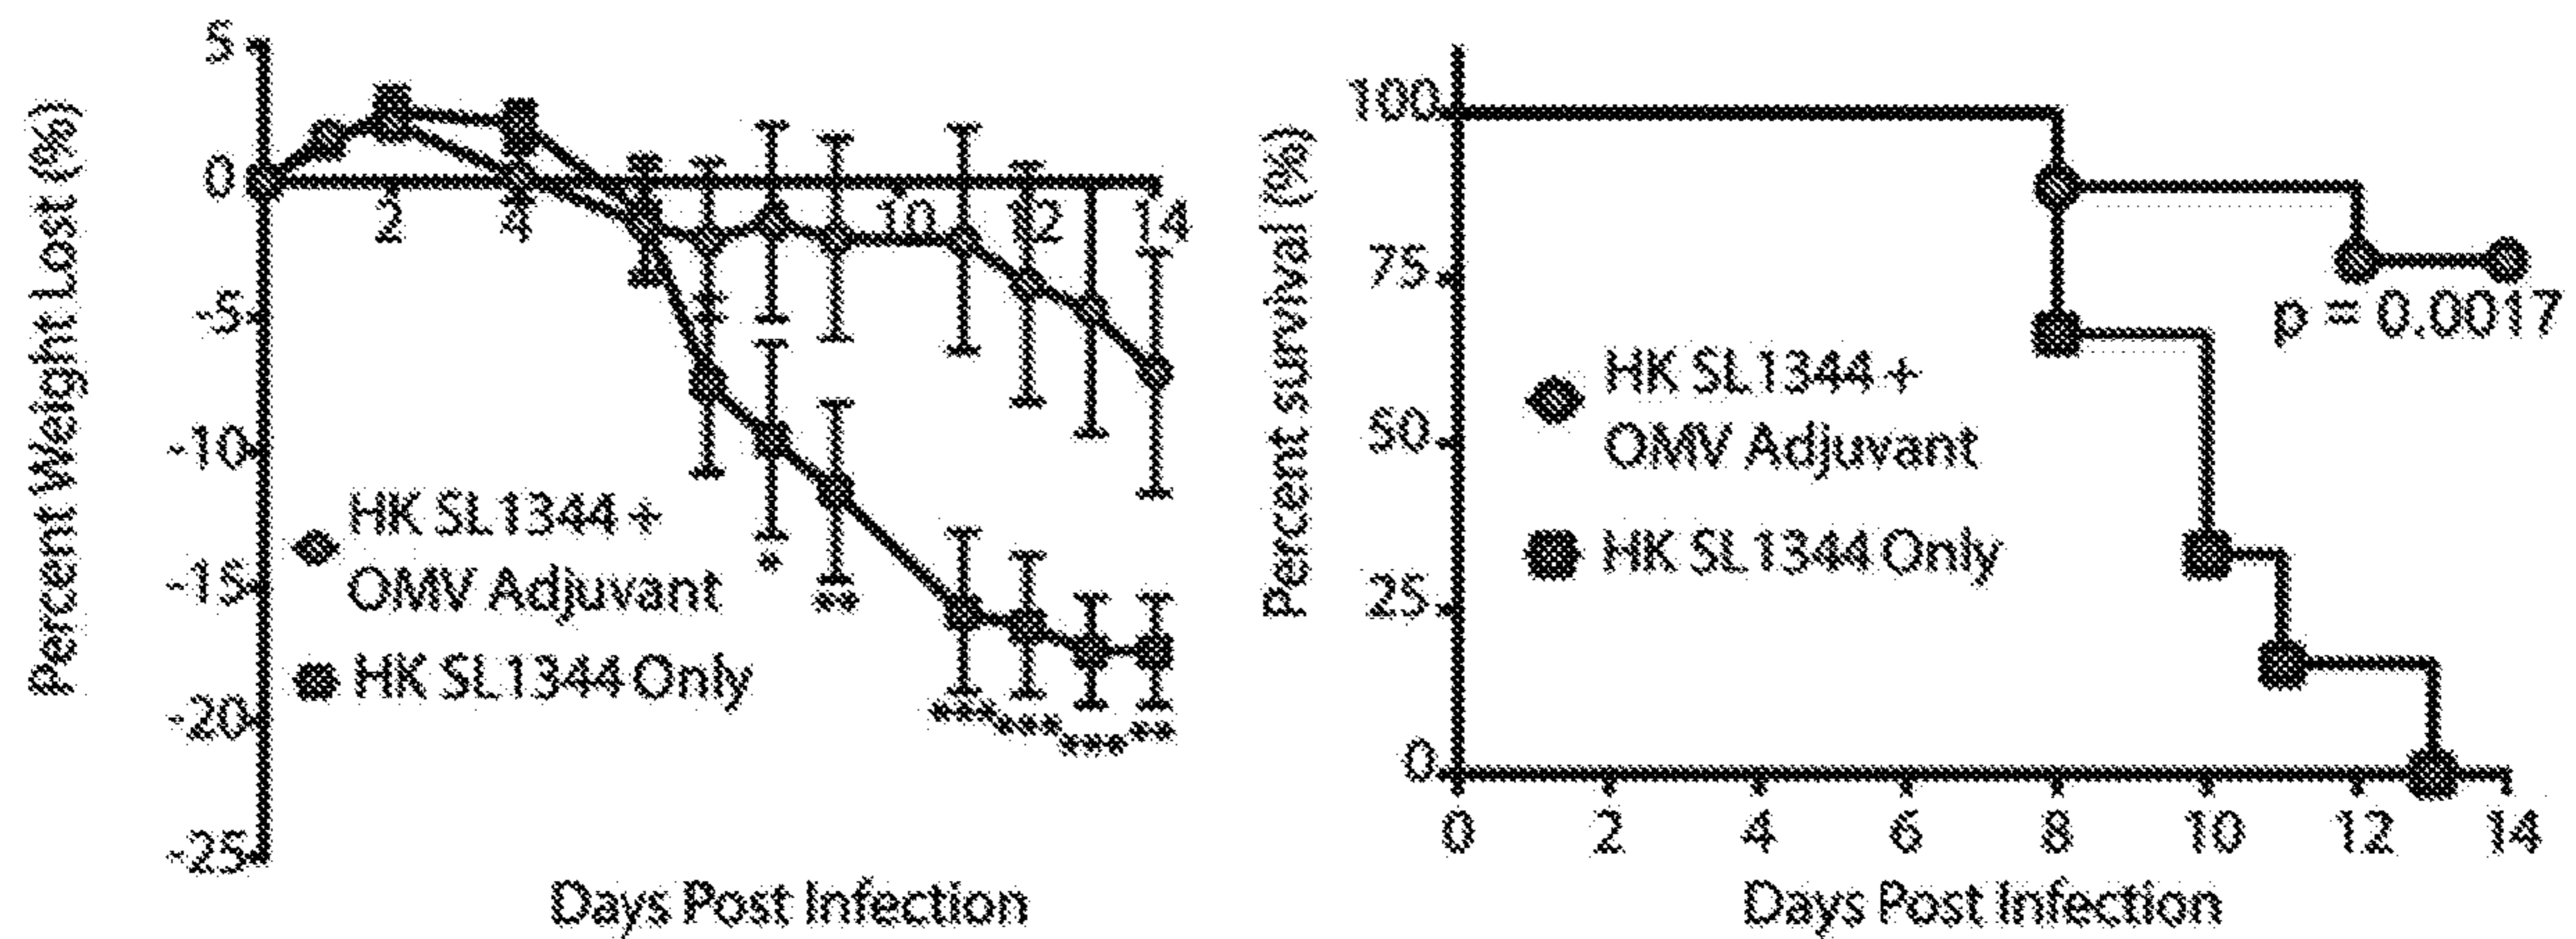 Percent Weight Lost (%)
5
0
-5
-10
-15
-20
-25
2
4
10
12
14
*
**
***
***
***
**
HK SL1344 +
OMV Adjuvant
HK SL1344 Only
Days Post Infection
Percent survival (%)
100
75
50
25
0
p = 0.0017
HK SL1344 +
OMV Adjuvant
HK SL1344 Only
0 2 4 6 8 10 12 14
Days Post Infection